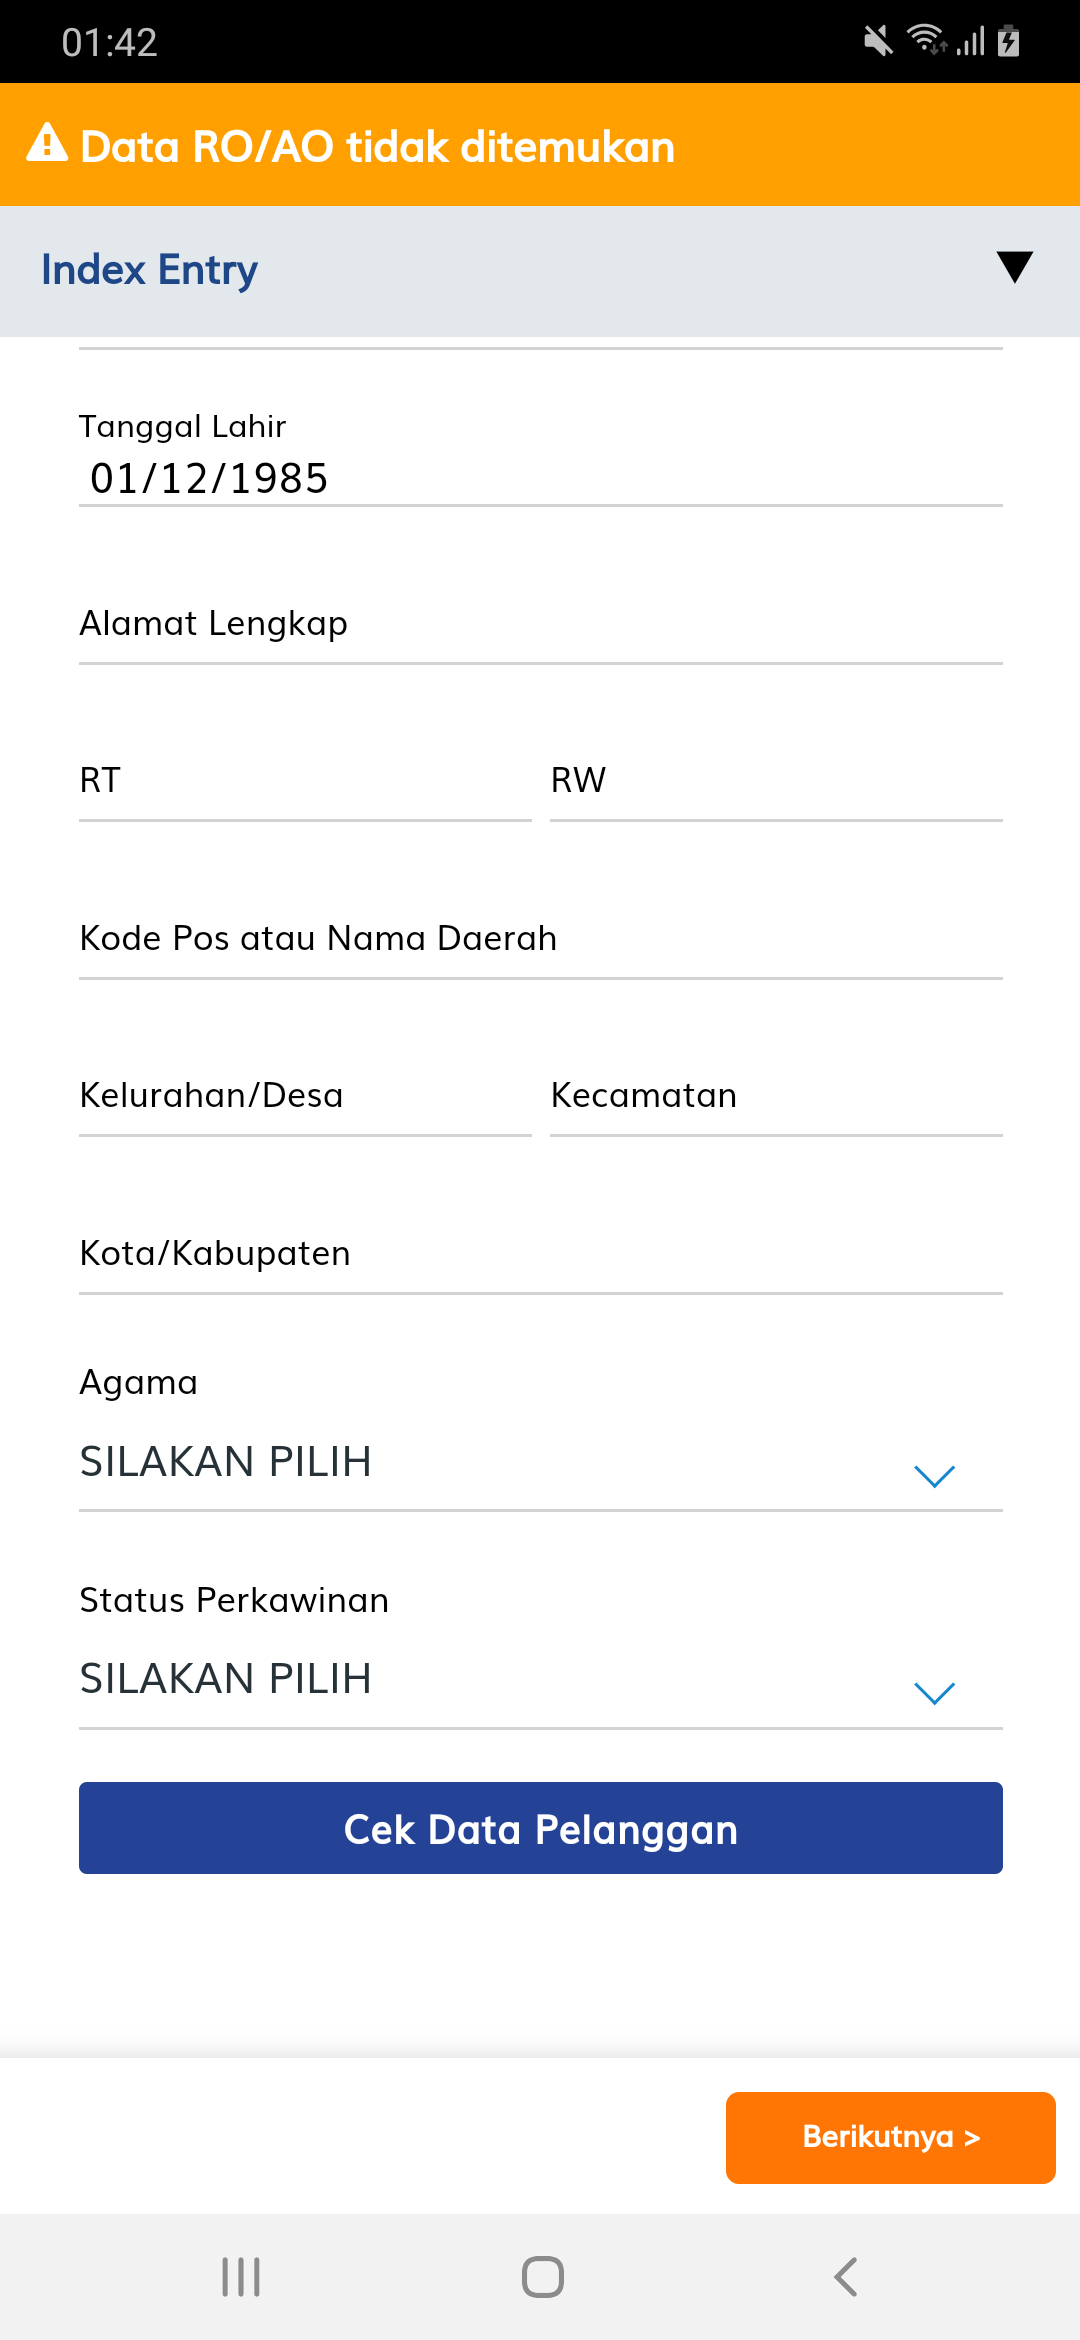 01:42
Data RO/AO tidak ditemukan
Index Entry
Tanggal Lahir
01/12/1985
Alamat Lengkap
RT RW
Kode Pos atau Nama Daerah
Kelurahan/Desa Kecamatan
Kota/Kabupaten
Agama
SILAKAN PILIH
Status Perkawinan
SILAKAN PILIH
Cek Data Pelanggan
Berikutnya >